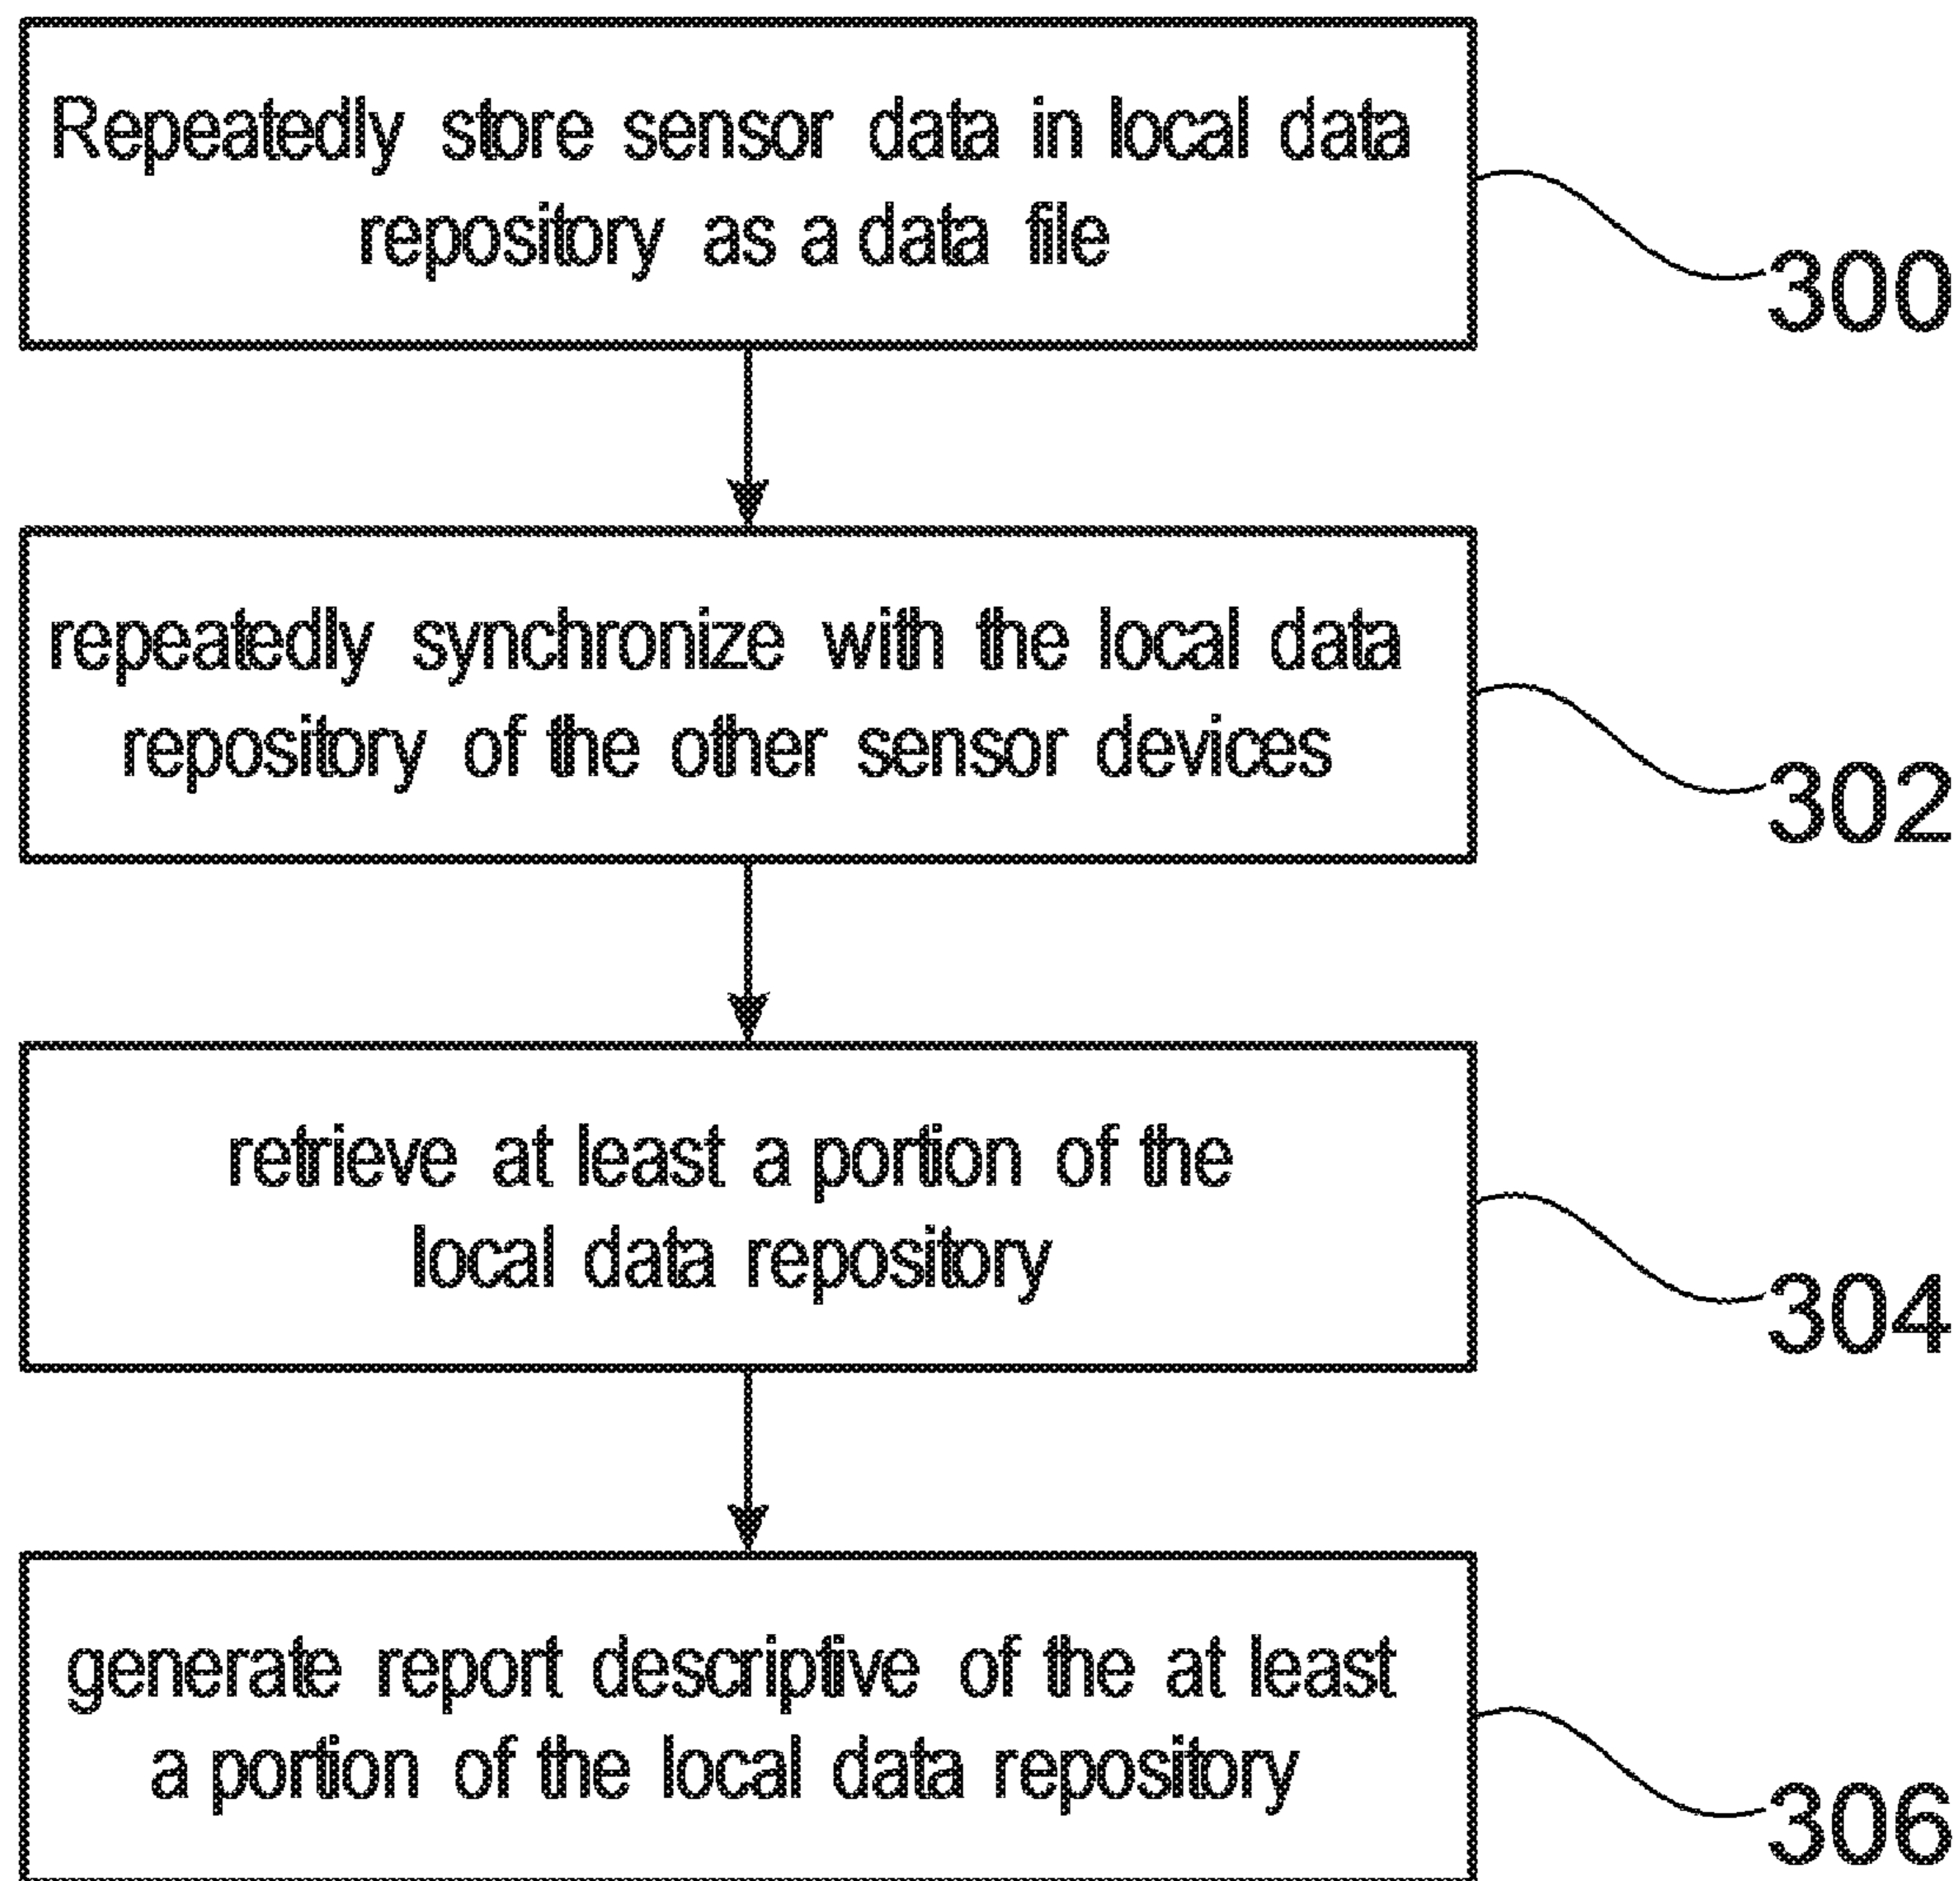 Repeatedly store sensor data in local data
repository as a data file
300
repeatedly synchronize with the local data
repository of the other sensor devices
302
retrieve at least a portion of the
local data repository
304
generate report descriptive of the at least
a portion of the local data repository
306